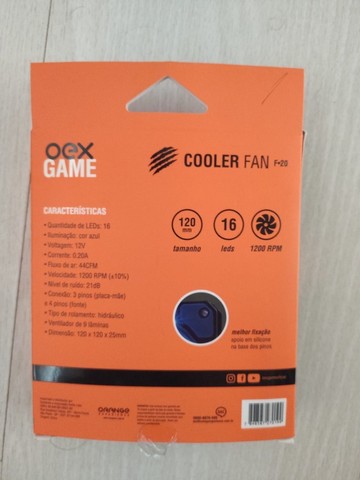 oex
GAME
COOLER FAN F-20
CARACTERÍSTICAS
• Quantidade de LEDs: 16
• Iluminação: cor azul
• Voltagem: 12V
• Corrente: 0.20A
• Fluxo de ar: 44CFM
• Velocidade: 1200 RPM (±10%)
• Nível de ruído: 21dB
• Conexão: 3 pinos (placa-mãe)
e 4 pinos (fonte)
• Tipo de rolamento: hidráulico
• Ventilador de 9 lâminas
• Dimensão: 120 x 120 x 25mm
120
mm
tamanho
16
leds
1200 RPM
melhor fixação
apoio em silicone
na base dos pinos
ORANGE